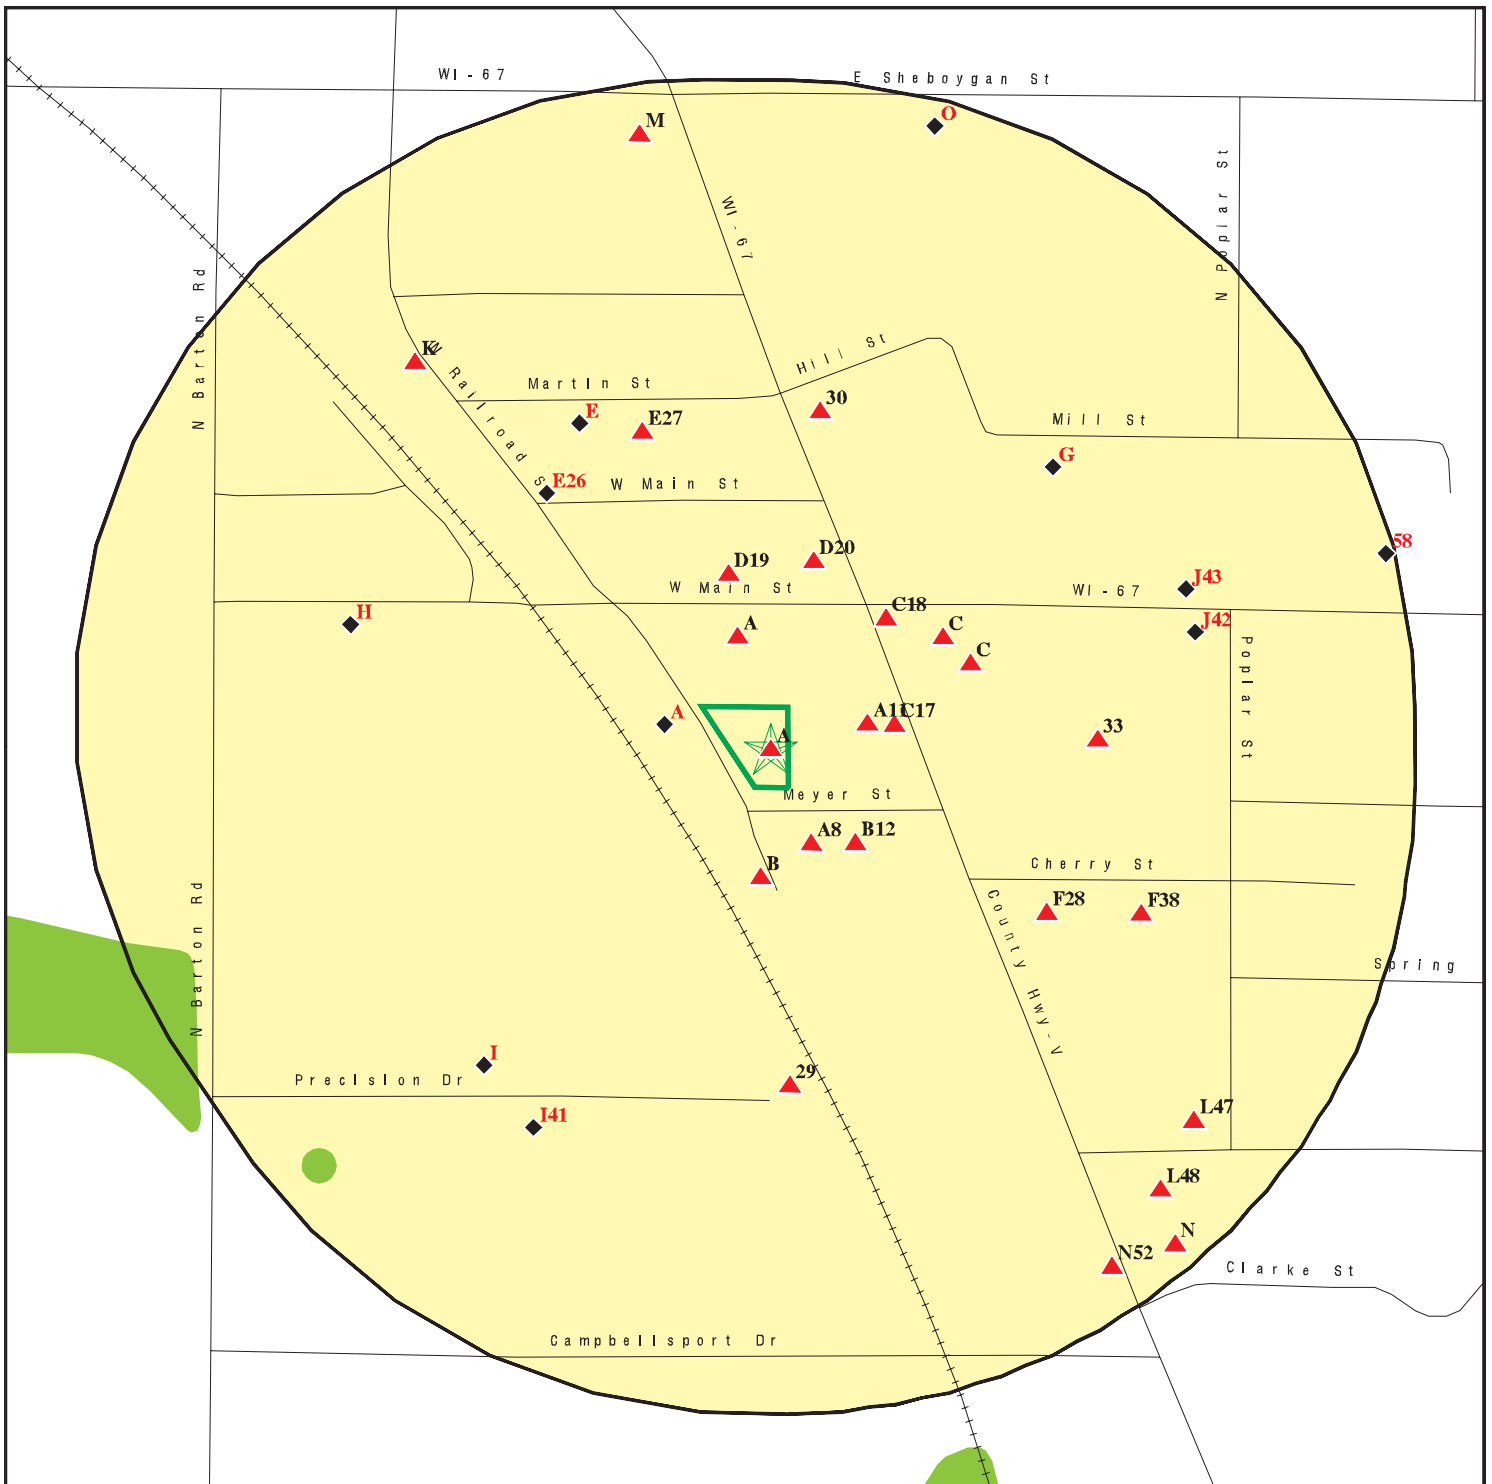 WI-67
E Sheboygan St
M
O
N Poplar St
WI-67
N Barton Rd
K
N Railroad St
Hill St
Martin St
30
E
E27
Mill St
G
E26
W Main St
58
D20
D19
J43
W Main St
WI-67
H
C18
J42
A
C
C
Poplar St
A
A11
C17
33
A
Meyer St
A8
B12
B
Cherry St
F28
F38
N Barton Rd
County Hwy-V
Spring
I
29
Precision Dr
I41
L47
L48
N
N52
Clarke St
Campbellsport Dr